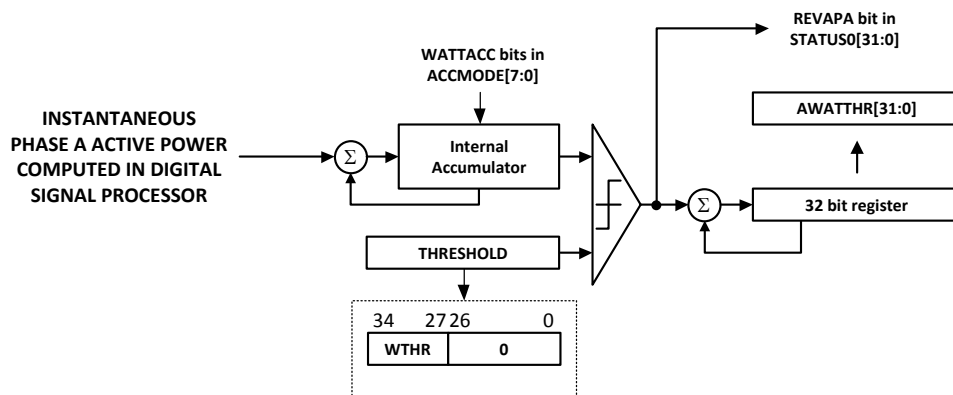 REVAPA bit in
STATUS0[31:0]
WATTACC bits in
ACCMODE[7:0]
AWATTHR[31:0]
INSTANTANEOUS
PHASE A ACTIVE POWER
COMPUTED IN DIGITAL
SIGNAL PROCESSOR
Σ
Internal
Accumulator
Σ
32 bit register
THRESHOLD
34 27 26 0
WTHR 0